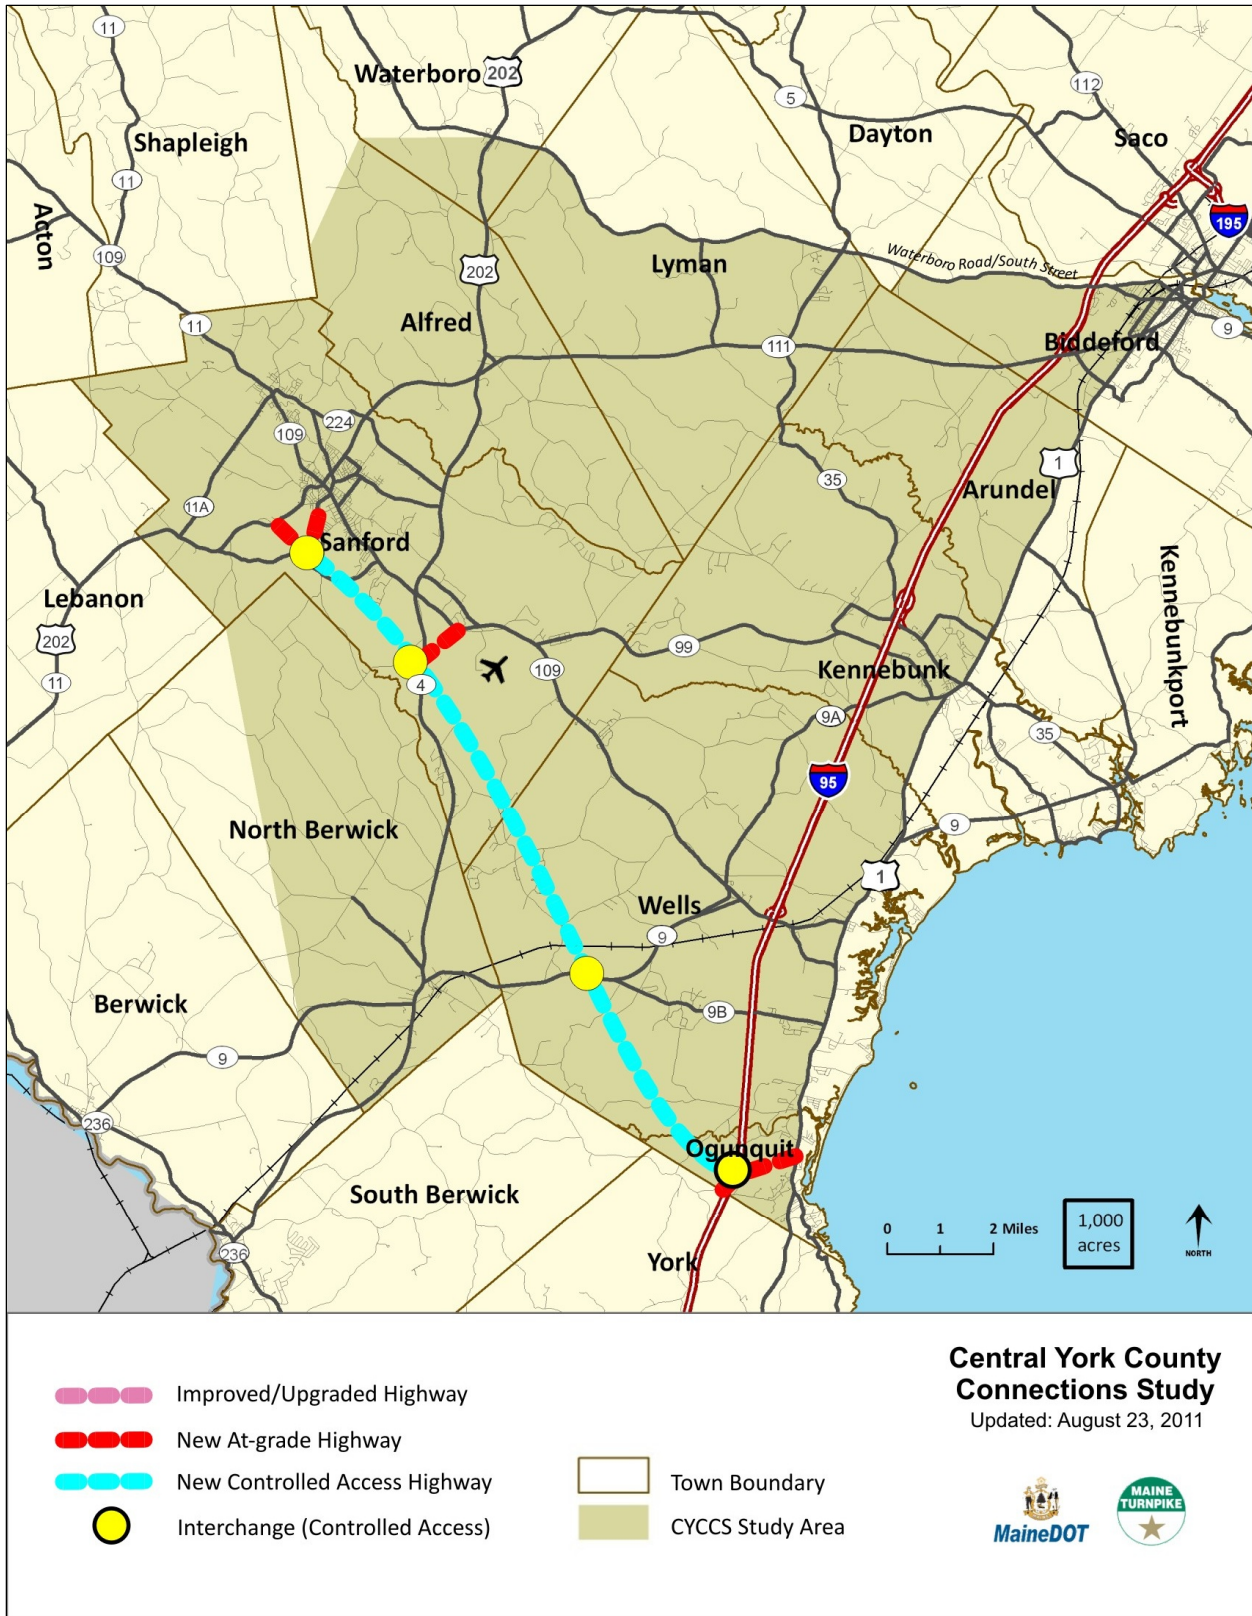 11
Waterboro
202
5
112
Shapleigh
Dayton
Saco
11
Acton
195
109
Lyman
Waterboro Road/South Street
202
11
Alfred
9
111
Biddeford
224
109
1
35
Arundel
11A
Sanford
Kennebunkport
Lebanon
202
99
109
Kennebunk
11
4
9A
35
95
North Berwick
9
1
Wells
9
Berwick
9B
9
236
Ogunquit
South Berwick
0 1 2 Miles
1,000
acres
NORTH
236
York
Central York County
Connections Study
Updated: August 23, 2011
Improved/Upgraded Highway
New At-grade Highway
New Controlled Access Highway
Interchange (Controlled Access)
Town Boundary
CYCCS Study Area
MaineDOT
MAINE
TURNPIKE